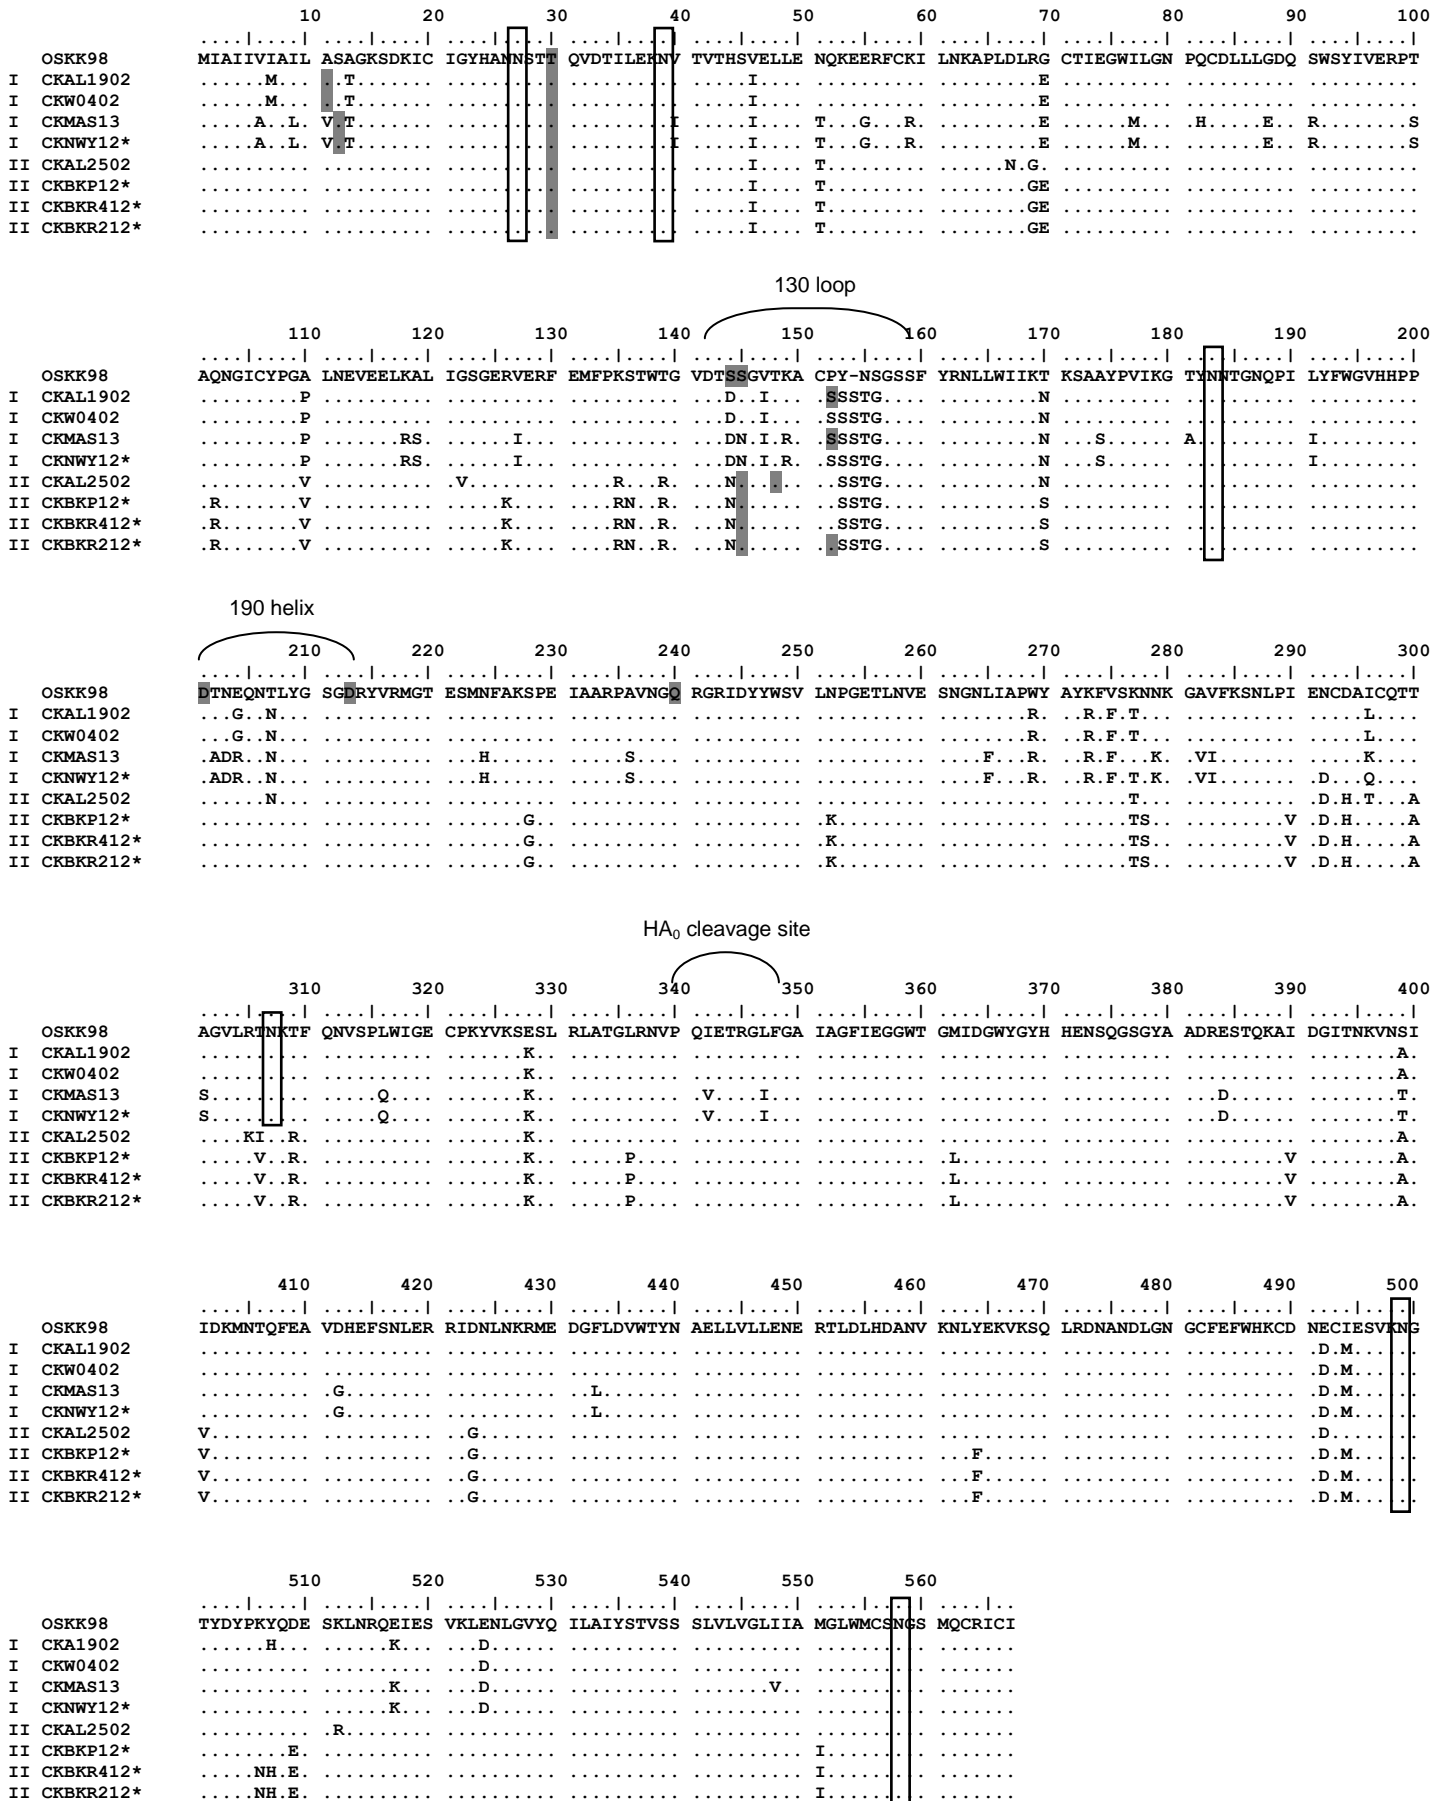 10 20 30 40 50 60 70 80 90 100
OSKK98 MIAIIVIAIL ASAGKSDKIC IGYHANNSTT QVDTILEKNV TVTHSVELLE NQKEERFCKI LNKAPLDLRG CTIEGWILGN PQCDLLLGDQ SWSYIVERPT
I CKAL1902 ......M... ..T....... .......... .......... .....I.... .......... .........E .......... .......... ..........
I CKW0402 ......M... ..T....... .......... .......... .....I.... .......... .........E .......... .......... ..........
I CKMAS13 .....A..L. V.T....... .......... .........I .....I.... T...G...R. .........E ......M... .H.....E.. R........S
I CKNWY12* .....A..L. V.T....... .......... .........I .....I.... T...G...R. .........E ......M... .......E.. R........S
II CKAL2502 .......... .......... .......... .......... .....I.... T......... ......N.G. .......... .......... ..........
II CKBKP12* .......... .......... .......... .......... .....I.... T......... ........GE .......... .......... ..........
II CKBKR412* .......... .......... .......... .......... .....I.... T......... ........GE .......... .......... ..........
II CKBKR212* .......... .......... .......... .......... .....I.... T......... ........GE .......... .......... ..........
130 loop
110 120 130 140 150 160 170 180 190 200
OSKK98 AQNGICYPGA LNEVEELKAL IGSGERVERF EMFPKSTWTG VDTSSGVTKA CPY-NSGSSF YRNLLWIIKT KSAAYPVIKG TYNNTGNQPI LYFWGVHHPP
I CKAL1902 .........P .......... .......... .......... ...D..I... .SSSTG.... .........N .......... .......... ..........
I CKW0402 .........P .......... .......... .......... ...D..I... .SSSTG.... .........N .......... .......... ..........
I CKMAS13 .........P .......RS. .......I.. .......... ...DN.I.R. .SSSTG.... .........N ....S..... A......... .I........
I CKNWY12* .........P .......RS. .......I.. .......... ...DN.I.R. .SSSTG.... .........N ....S..... .......... .I........
II CKAL2502 .........V .......... ..V....... .....R...R. ...N...... ..SSTG.... .........N .......... .......... ..........
II CKBKP12* .R.......V .......... ......K... .....RN..R. ...N...... ..SSTG.... .........S .......... .......... ..........
II CKBKR412* .R.......V .......... ......K... .....RN..R. ...N...... ..SSTG.... .........S .......... .......... ..........
II CKBKR212* .R.......V .......... ......K... .....RN..R. ...N...... ..SSTG.... .........S .......... .......... ..........
190 helix
210 220 230 240 250 260 270 280 290 300
OSKK98 DTNEQNTLYG SGDRYVRMGT ESMNFAKSPE IAARPAVNGQ RGRIDYYWSV LNPGETLNVE SNGNLIAPWY AYKFVSKNNK GAVFKSNLPI ENCDAICQTT
I CKAL1902 ...G..N... .......... .......... .......... .......... .......... ........R. ...R.F.T... .......... .....L....
I CKW0402 ...G..N... .......... .......... .......... .......... .......... ........R. ...R.F.T... .......... .....L....
I CKMAS13 .ADR..N... .......... ...H...... .....S.... .......... .......... ....F...R. ...R.F...K. .VI....... .....K....
I CKNWY12* .ADR..N... .......... ...H...... .....S.... .......... .......... ....F...R. ...R.F.T.K. .VI....... .D...Q....
II CKAL2502 ......N... .......... .......... .......... .......... .......... .......... ......T... .......... .D.H.T...A
II CKBKP12* .......... .......... .......G.. .......... .......... ..K....... .......... ......TS.. .........V .D.H.....A
II CKBKR412* .......... .......... .......G.. .......... .......... ..K....... .......... ......TS.. .........V .D.H.....A
II CKBKR212* .......... .......... .......G.. .......... .......... ..K....... .......... ......TS.. .........V .D.H.....A
HA0 cleavage site
310 320 330 340 350 360 370 380 390 400
OSKK98 AGVLRTNKTF QNVSPLWIGE CPKYVKSESL RLATGLRNVP QIETRGLFGA IAGFIEGGWT GMIDGWYGYH HENSQGSGYA ADRESTQKAI DGITNKVNSI
I CKAL1902 .......... .......... .......K.. .......... .......... .......... .......... .......... .......... ........A.
I CKW0402 .......... .......... .......K.. .......... .......... .......... .......... .......... .......... ........A.
I CKMAS13 S......... .....Q.... .......K.. .......... ..V...I... .......... .......... .......... ...D...... ........T.
I CKNWY12* S......... .....Q.... .......K.. .......... ..V...I... .......... .......... .......... ...D...... ........T.
II CKAL2502 ....KI..R. .......... .......K.. .......... .......... .......... .......... .......... .......... ........A.
II CKBKP12* .....V..R. .......... .......K.. ......P... .......... .......... .L........ .......... .........V ........A.
II CKBKR412* .....V..R. .......... .......K.. ......P... .......... .......... .L........ .......... .........V ........A.
II CKBKR212* .....V..R. .......... .......K.. ......P... .......... .......... .L........ .......... .........V ........A.
410 420 430 440 450 460 470 480 490 500
OSKK98 IDKMNTQFEA VDHEFSNLER RIDNLNKRME DGFLDVWTYN AELLVLLENE RTLDLHDANV KNLYEKVKSQ LRDNANDLGN GCFEFWHKCD NECIESVKNG
I CKAL1902 .......... .......... .......... .......... .......... .......... .......... .......... .......... .D.M......
I CKW0402 .......... .......... .......... .......... .......... .......... .......... .......... .......... .D.M......
I CKMAS13 .......... .G........ .......... ...L...... .......... .......... .......... .......... .......... .D.M......
I CKNWY12* .......... .G........ .......... ...L...... .......... .......... .......... .......... .......... .D.M......
II CKAL2502 V......... .......... ...G...... .......... .......... .......... .......... .......... .......... .D........
II CKBKP12* V......... .......... ...G...... .......... .......... .......... ....F..... .......... .......... .D.M......
II CKBKR412* V......... .......... ...G...... .......... .......... .......... ....F..... .......... .......... .D.M......
II CKBKR212* V......... .......... ...G...... .......... .......... .......... ....F..... .......... .......... .D.M......
510 520 530 540 550 560
OSKK98 TYDYPKYQDE SKLNRQEIES VKLENLGVYQ ILAIYSTVSS SLVLVGLIIA MGLWMCSNGS MQCRICI
I CKA1902 ......H... ......K... ...D...... .......... .......... .......... .......
I CKW0402 .......... .......... ...D...... .......... .......... .......... .......
I CKMAS13 .......... ......K... ...D...... .......... .......V.. .......... .......
I CKNWY12* .......... ......K... ...D...... .......... .......... .......... .......
II CKAL2502 .......... .R........ .......... .......... .......... .......... .......
II CKBKP12* ........E. .......... .......... .......... .......... I......... .......
II CKBKR412* .....NH.E. .......... .......... .......... .......... I......... .......
II CKBKR212* .....NH.E. .......... .......... .......... .......... I......... .......